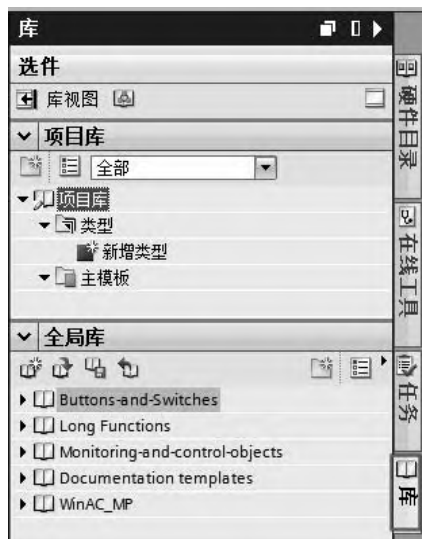 库
选件
库视图
项目库
全部
项目库
类型
新增类型
主模板
全局库
Buttons-and-Switches
Long Functions
Monitoring-and-control-objects
Documentation templates
WinAC_MP
硬件目录
在线工具
任务
库